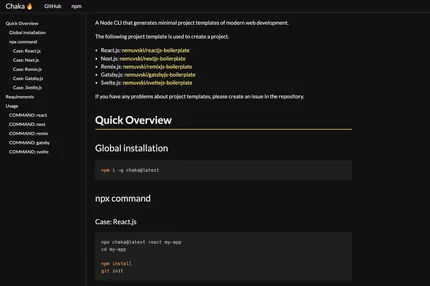 Chaka 🔥 GitHub npm
Quick Overview
Global installation
npx command
Case: React.js
Case: Next.js
Case: Remix.js
Case: Gatsby.js
Case: Svelte.js
Requirements
Usage
COMMAND: react
COMMAND: next
COMMAND: remix
COMMAND: gatsby
COMMAND: svelte
A Node CLI that generates minimal project templates of modern web development.
The following project template is used to create a project.
• React.js: nemuvski/reactjs-boilerplate
• Next.js: nemuvski/nextjs-boilerplate
• Remix.js: nemuvski/remixjs-boilerplate
• Gatsby.js: nemuvski/gatsbyjs-boilerplate
• Svelte.js: nemuvski/sveltejs-boilerplate
If you have any problems about project templates, please create an issue in the repository.
Quick Overview
Global installation
npm i -g chaka@latest
npx command
Case: React.js
npx chaka@latest react my-app
cd my-app
npm install
git init